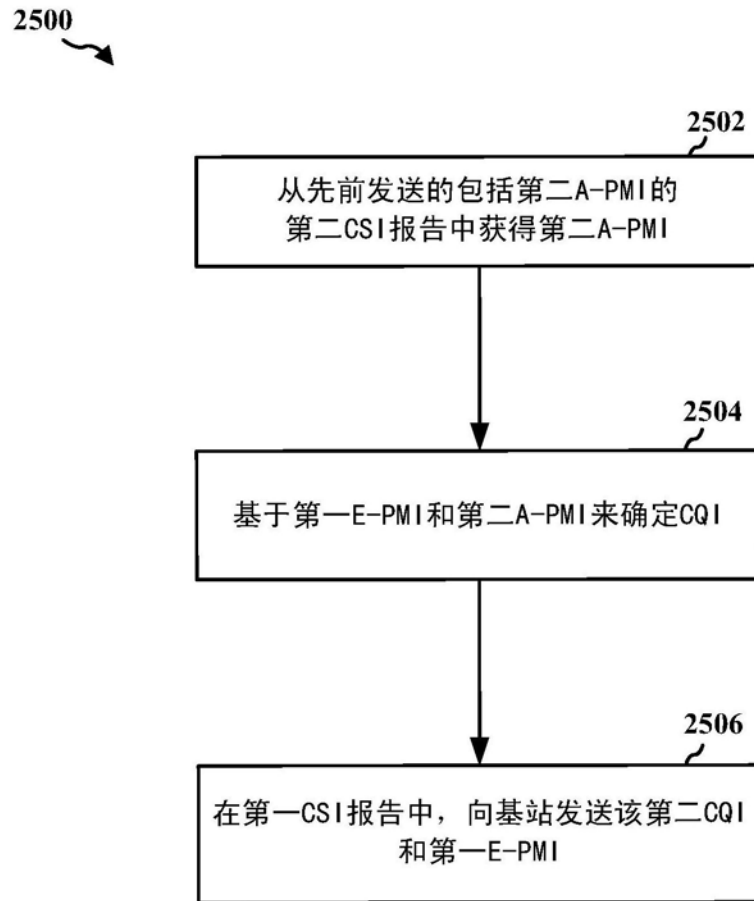 2500
2502
从先前发送的包括第二A-PMI的
第二CSI报告中获得第二A-PMI
2504
基于第一E-PMI和第二A-PMI来确定CQI
2506
在第一CSI报告中，向基站发送该第二CQI
和第一E-PMI